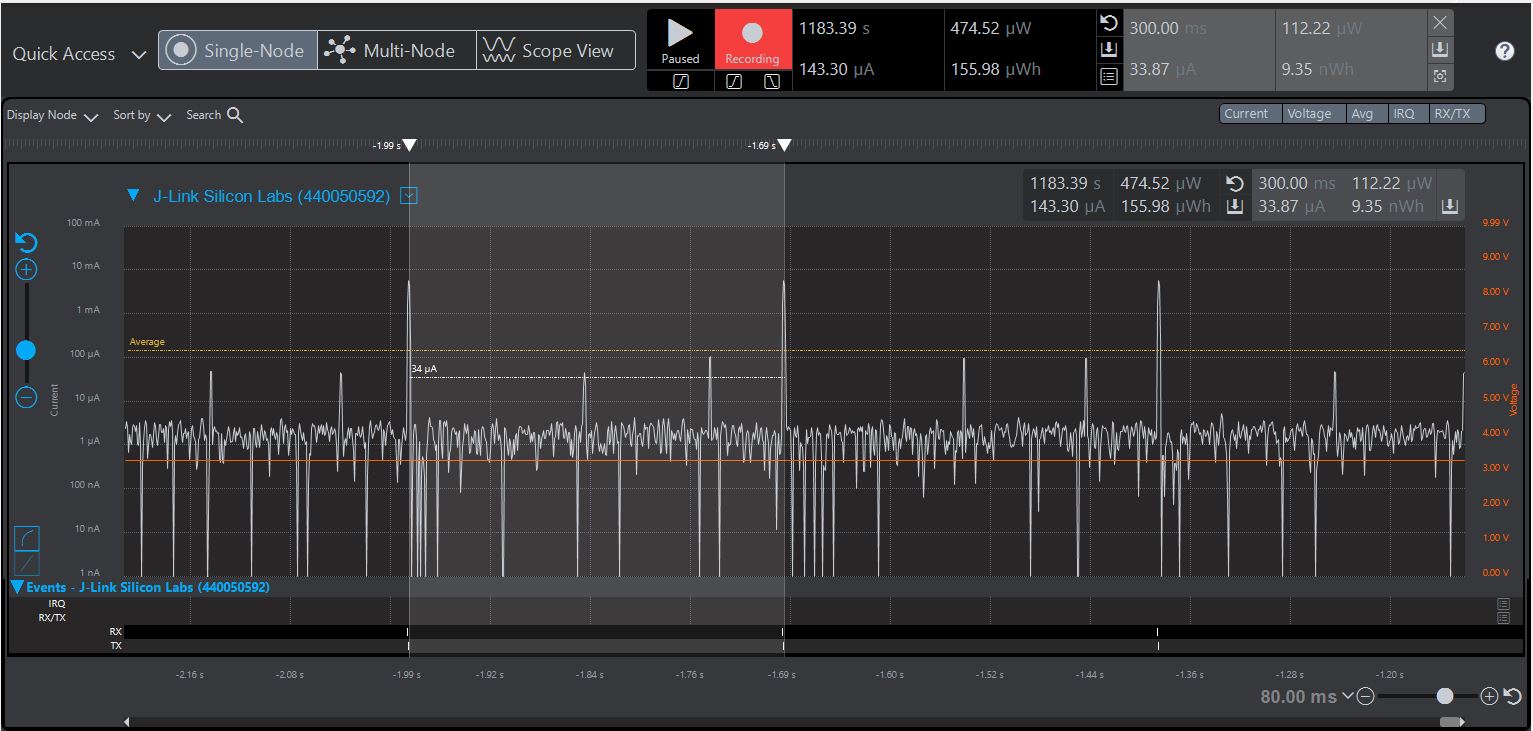 Quick Access
Single-Node
Multi-Node
Scope View
Paused
Recording
1183.39 s 474.52 µW
143.30 µA 155.98 µWh
300.00 ms 112.22 µW
33.87 µA 9.35 nWh
Display Node
Sort by
Search
Current Voltage Avg IRQ RX/TX
-1.99 s -1.69 s
J-Link Silicon Labs (440050592)
1183.39 s 474.52 µW 300.00 ms 112.22 µW
143.30 µA 155.98 µWh 33.87 µA 9.35 nWh
100 mA
10 mA
1 mA
100 µA
10 µA
1 µA
100 nA
10 nA
1 nA
Current
Average
34 µA
9.99 V
9.00 V
8.00 V
7.00 V
6.00 V
5.00 V
4.00 V
3.00 V
2.00 V
1.00 V
0.00 V
Voltage
Events - J-Link Silicon Labs (440050592)
IRQ
RX/TX
RX
TX
-2.16 s -2.08 s -1.99 s -1.92 s -1.84 s -1.76 s -1.69 s -1.60 s -1.52 s -1.44 s -1.36 s -1.28 s -1.20 s
80.00 ms